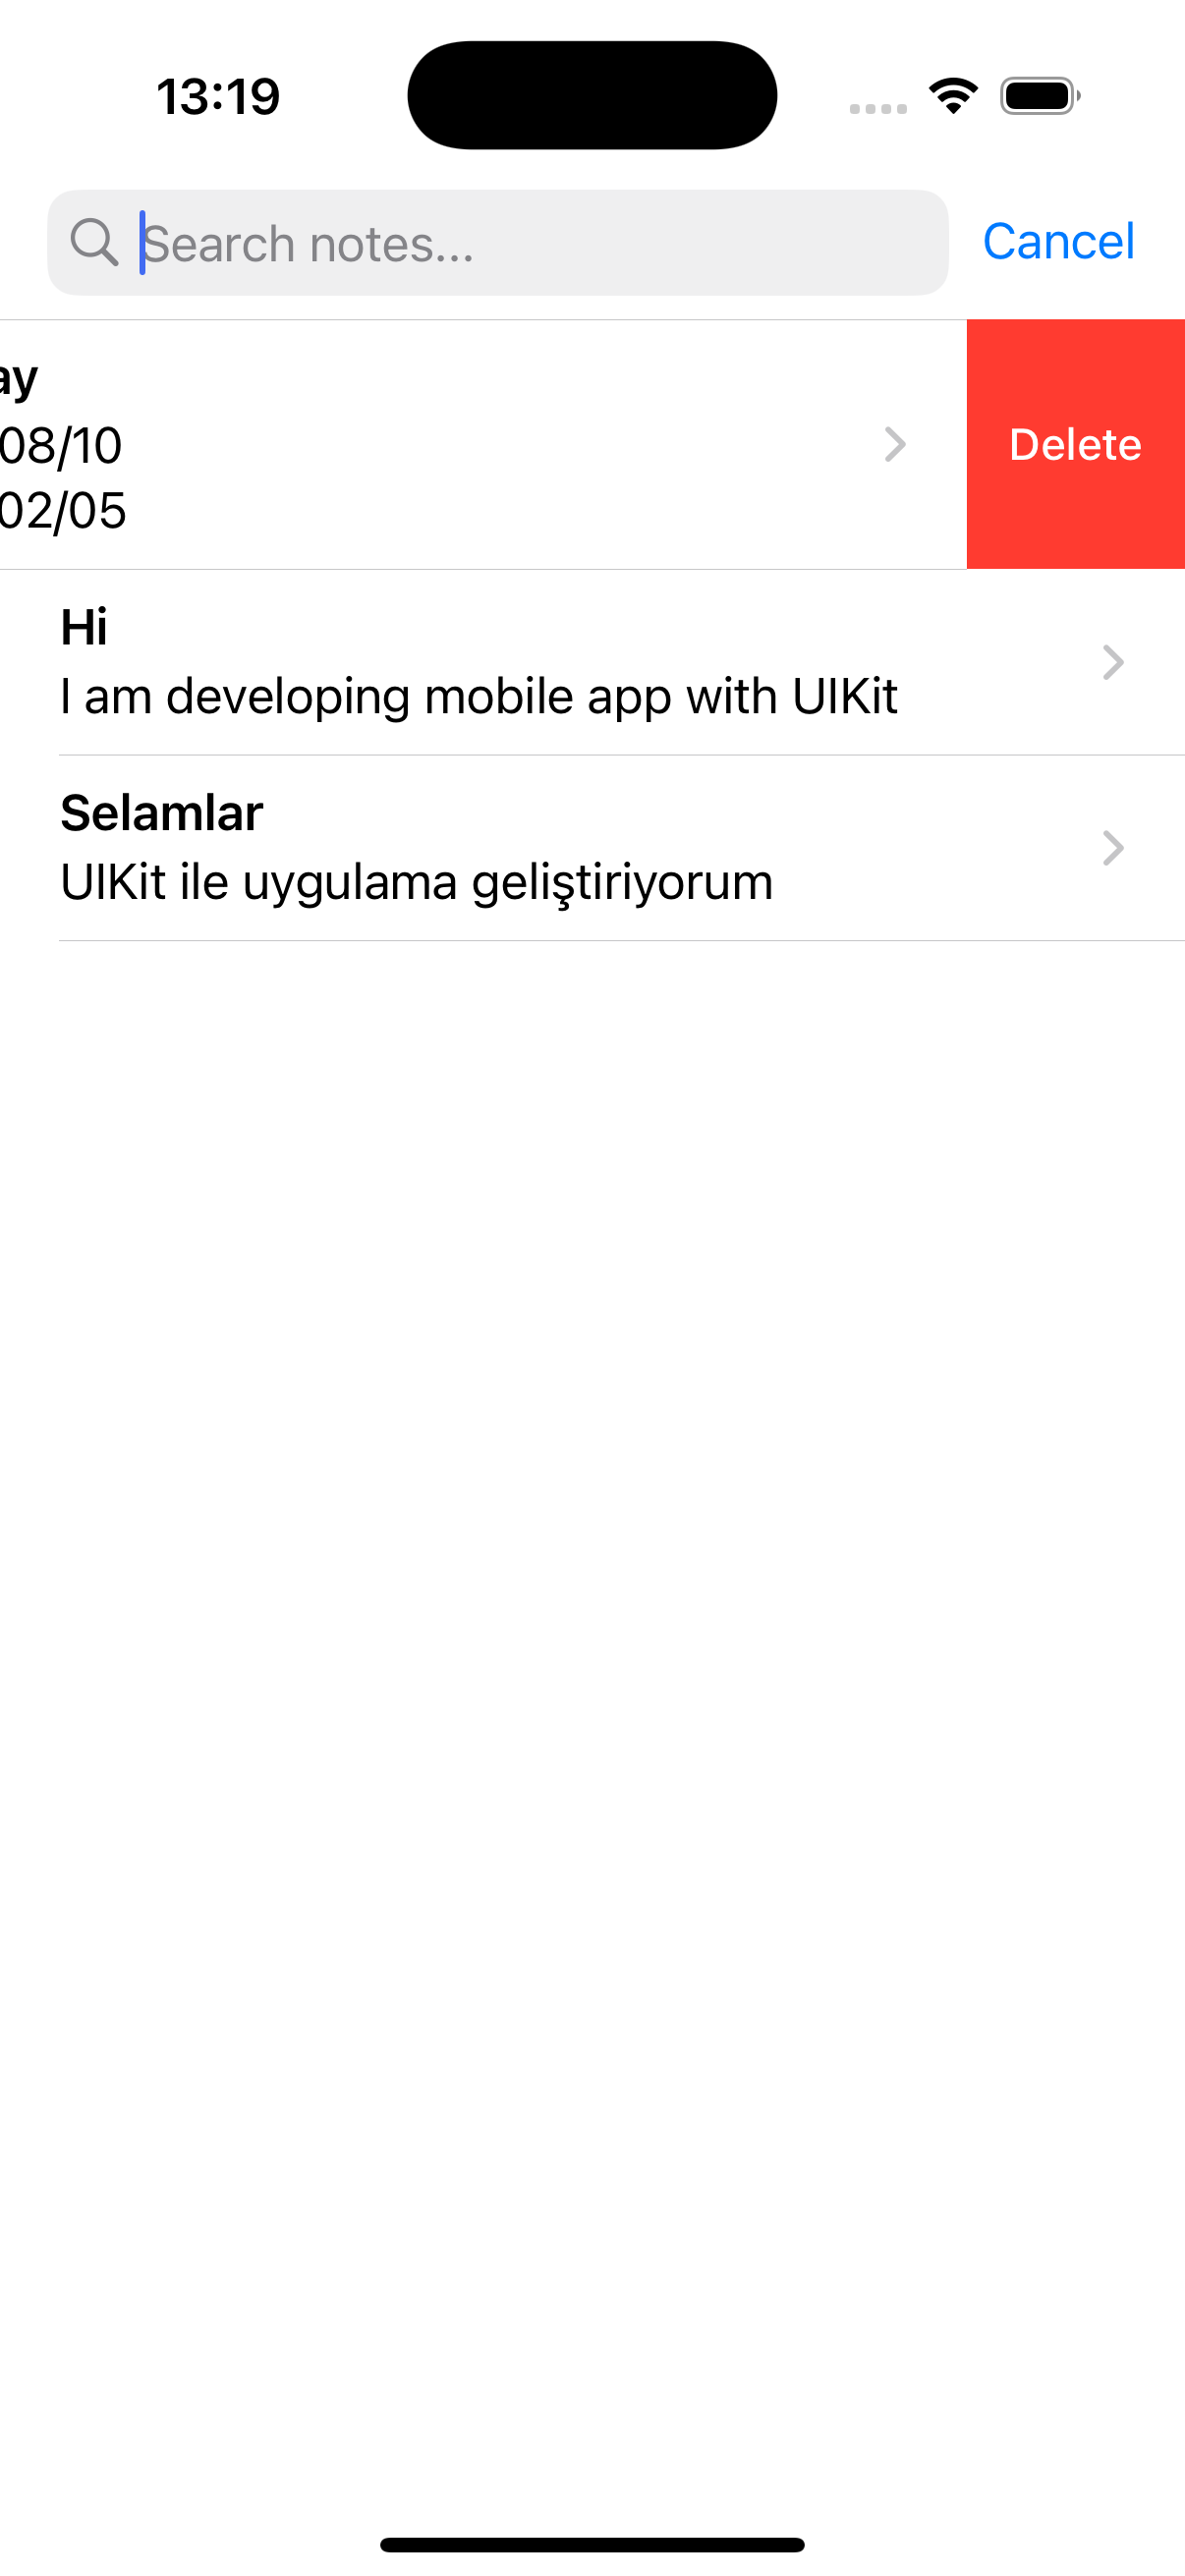 13:19
Search notes...
Cancel
ay
08/10
02/05
Delete
Hi
I am developing mobile app with UIKit
Selamlar
UIKit ile uygulama geliştiriyorum